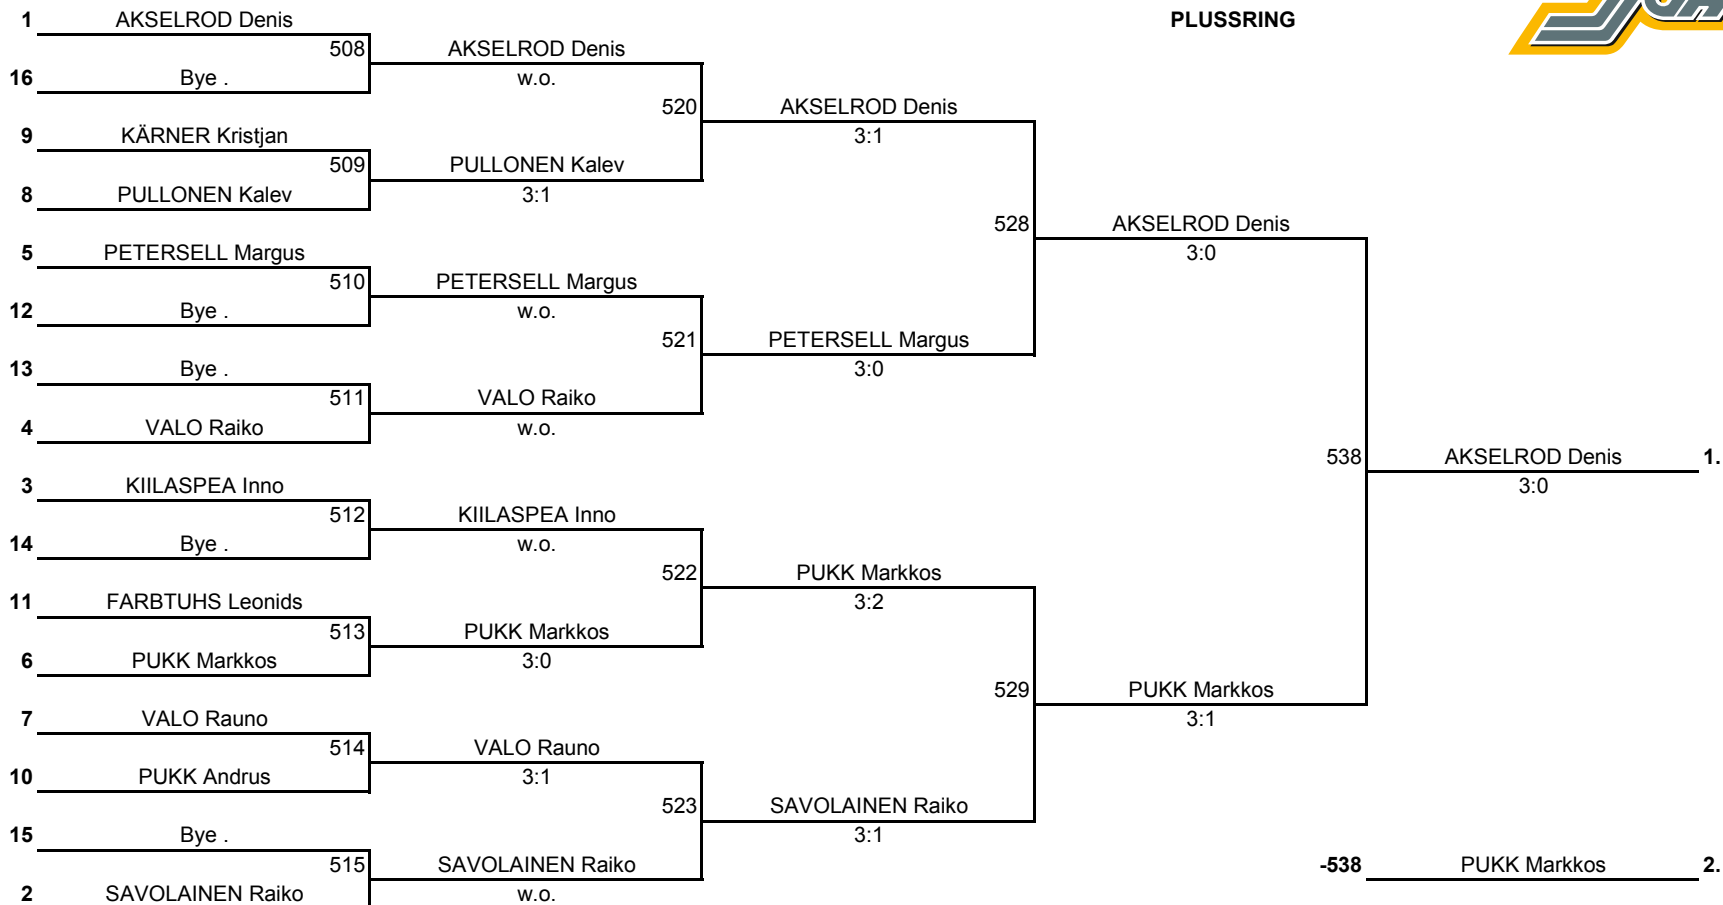 1 AKSELROD Denis PLUSSRING
508 AKSELROD Denis
16 Bye . w.o.
520 AKSELROD Denis
9 KÄRNER Kristjan 3:1
509 PULLONEN Kalev
8 PULLONEN Kalev 3:1
528 AKSELROD Denis
5 PETERSELL Margus 3:0
510 PETERSELL Margus
12 Bye . w.o.
521 PETERSELL Margus
13 Bye . 3:0
511 VALO Raiko
4 VALO Raiko w.o.
538 AKSELROD Denis 1.
3 KIILASPEA Inno 3:0
512 KIILASPEA Inno
14 Bye . w.o.
522 PUKK Markkos
11 FARBTUHS Leonids 3:2
513 PUKK Markkos
6 PUKK Markkos 3:0
529 PUKK Markkos
7 VALO Rauno 3:1
514 VALO Rauno
10 PUKK Andrus 3:1
523 SAVOLAINEN Raiko
15 Bye . 3:1
515 SAVOLAINEN Raiko -538 PUKK Markkos 2.
2 SAVOLAINEN Raiko w.o.